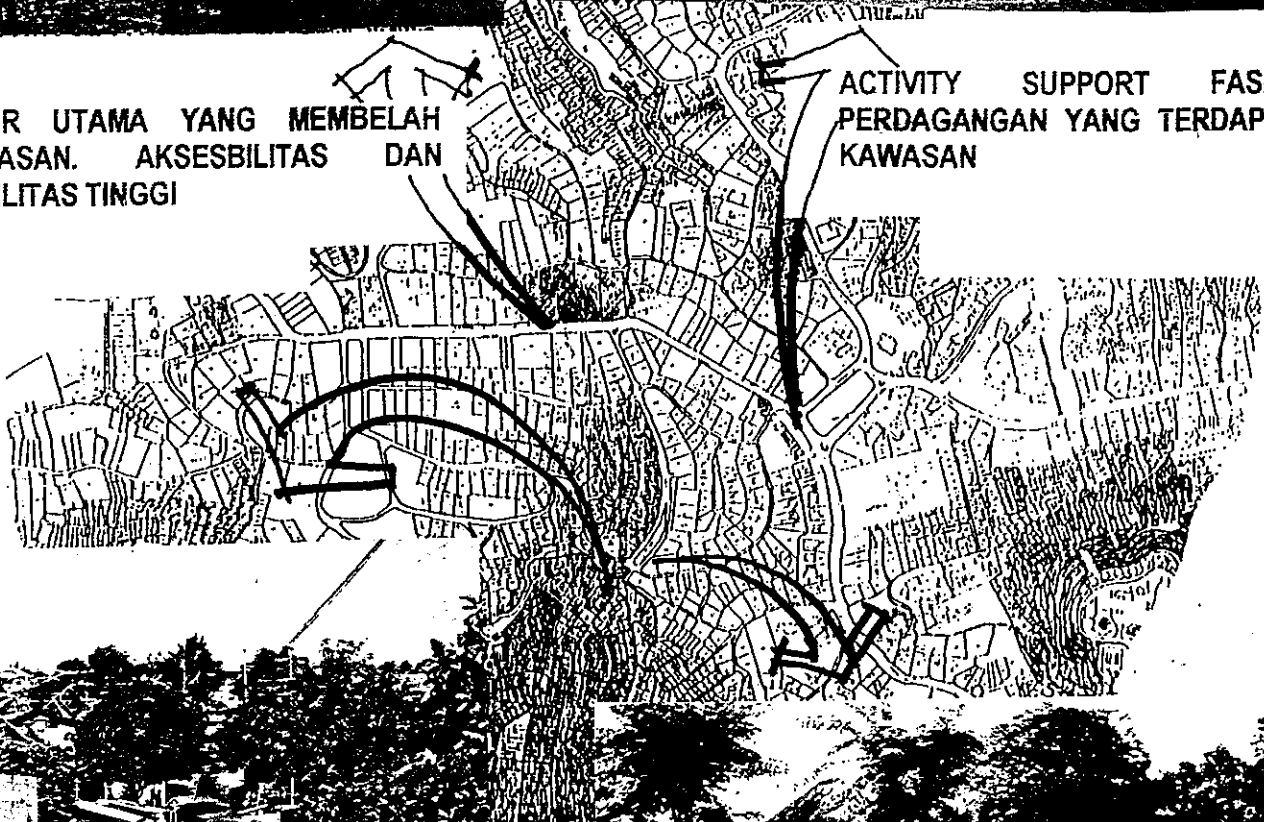 R UTAMA YANG MEMBELAH
ASAN. AKSESBILITAS DAN
LITAS TINGGI
ACTIVITY SUPPORT FAS
PERDAGANGAN YANG TERDAP
KAWASAN